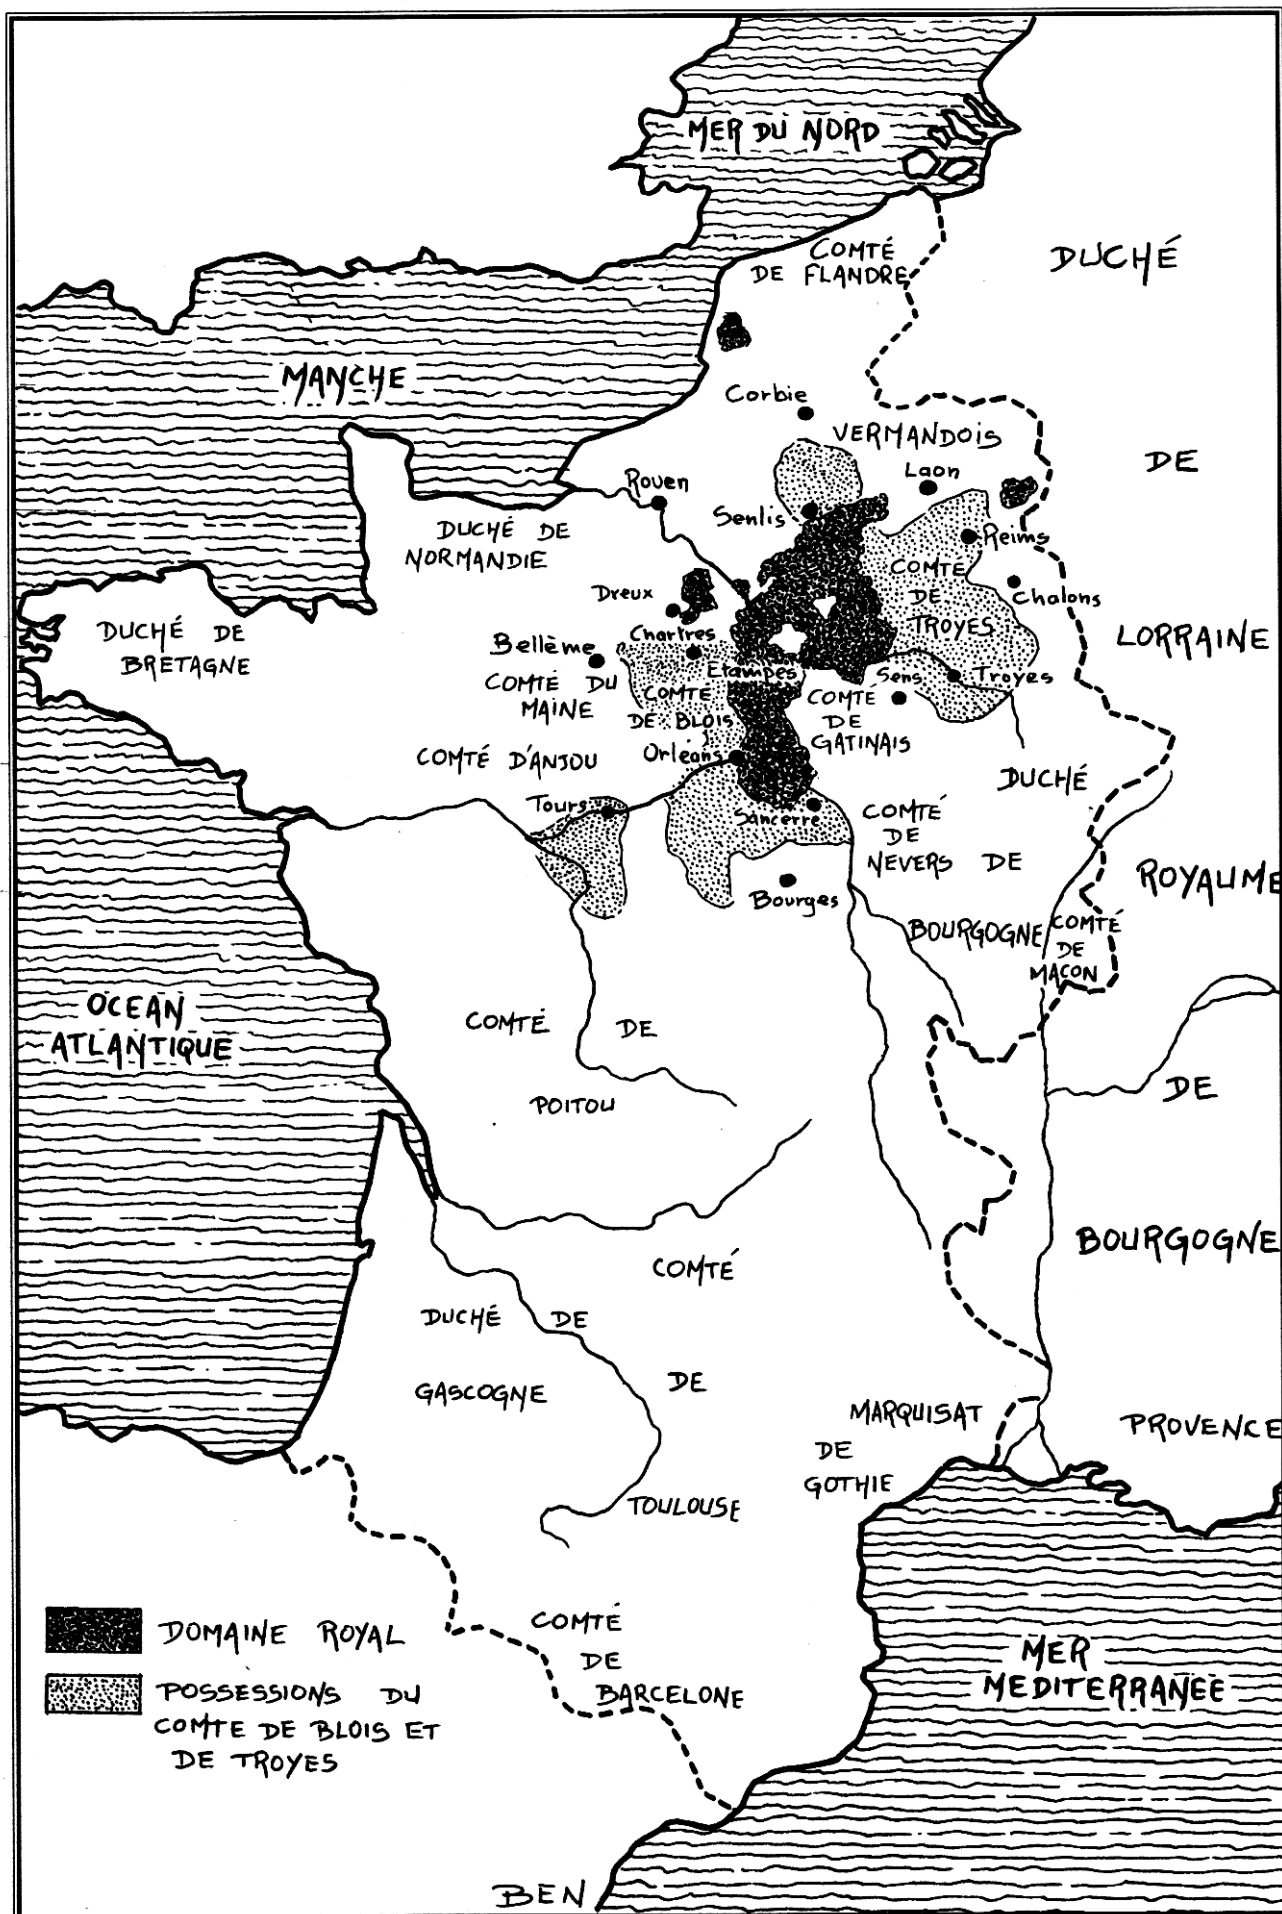 MER DU NORD
COMTÉ
DE FLANDRE
DUCHÉ
DE
LORRAINE
MANCHE
Corbie
VERMANDOIS
Laon
Rouen
Senlis
Reims
DUCHÉ DE
NORMANDIE
COMTÉ
DE
TROYES
Chalons
Dreux
Chartres
Bellème
DUCHÉ DE
BRETAGNE
Etampes
Sens
Troyes
COMTÉ DU
MAINE
COMTÉ
DE BLOIS
COMTÉ
DE
GATINAIS
COMTÉ D'ANJOU
Orléans
Tours
Sancerre
Bourges
COMTÉ
DE
NEVERS
DUCHÉ
DE
BOURGOGNE
COMTÉ
DE
MACON
ROYAUME
DE
BOURGOGNE
OCEAN
ATLANTIQUE
COMTÉ DE
POITOU
COMTÉ
DE
TOULOUSE
DUCHÉ DE
GASCOGNE
MARQUISAT
DE
GOTHIE
PROVENCE
COMTÉ
DE
BARCELONE
MER
MEDITERRANEE
DOMAINE ROYAL
POSSESSIONS DU
COMTE DE BLOIS ET
DE TROYES
BEN